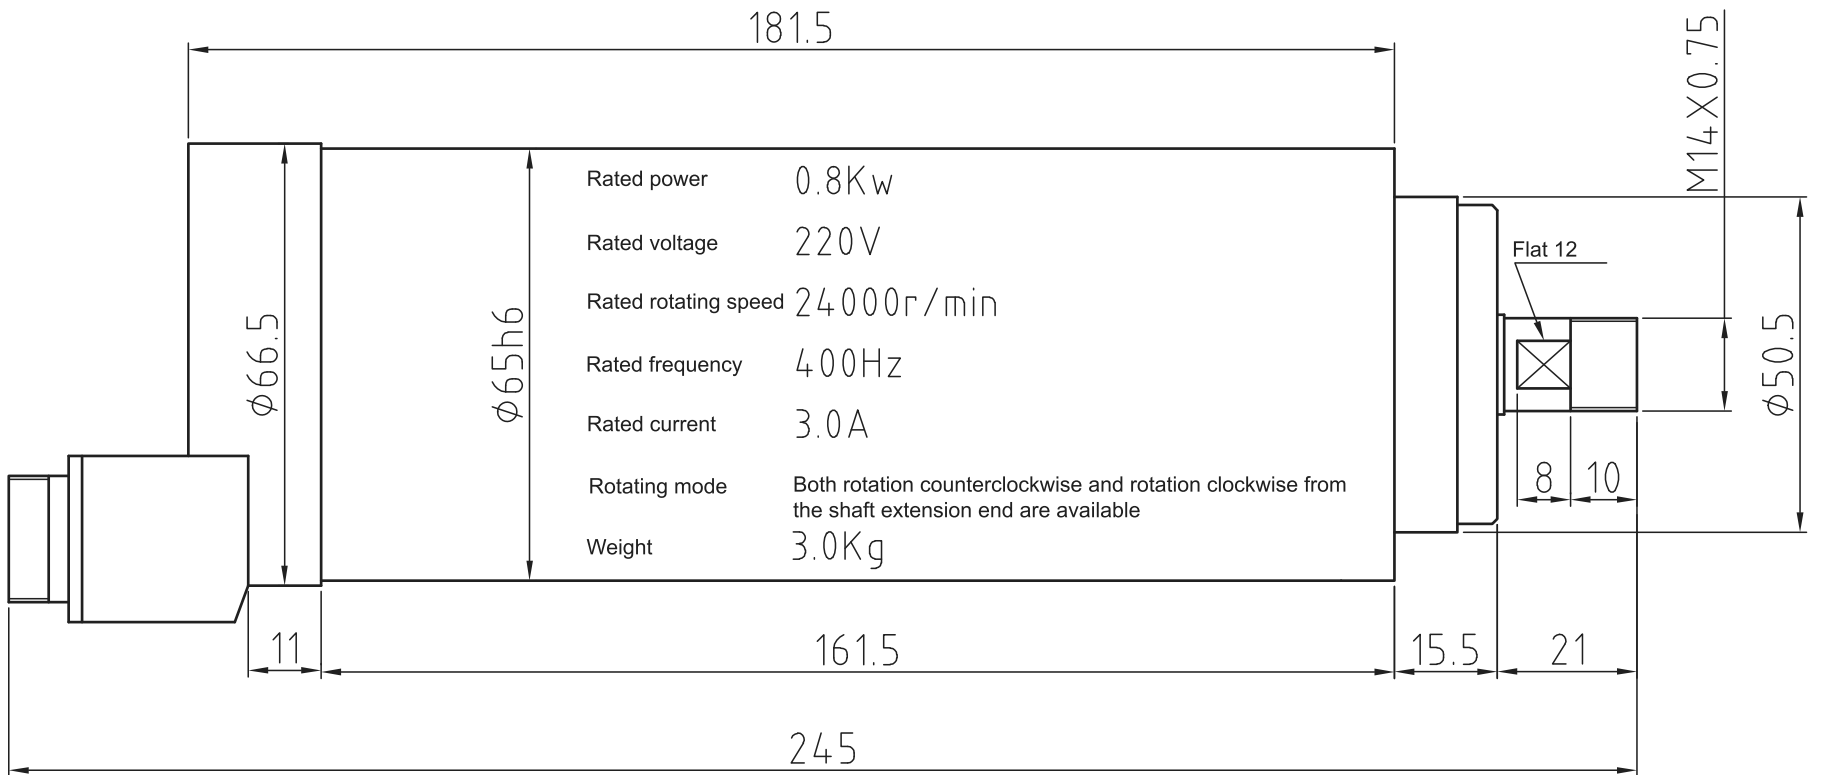 181.5
M14X0.75
Rated power 0.8Kw
Rated voltage 220V
Flat 12
Rated rotating speed 24000r/min
ϕ66.5
ϕ65h6
ϕ50.5
Rated frequency 400Hz
Rated current 3.0A
8
10
Rotating mode Both rotation counterclockwise and rotation clockwise from
the shaft extension end are available
Weight 3.0Kg
11
161.5
15.5
21
245